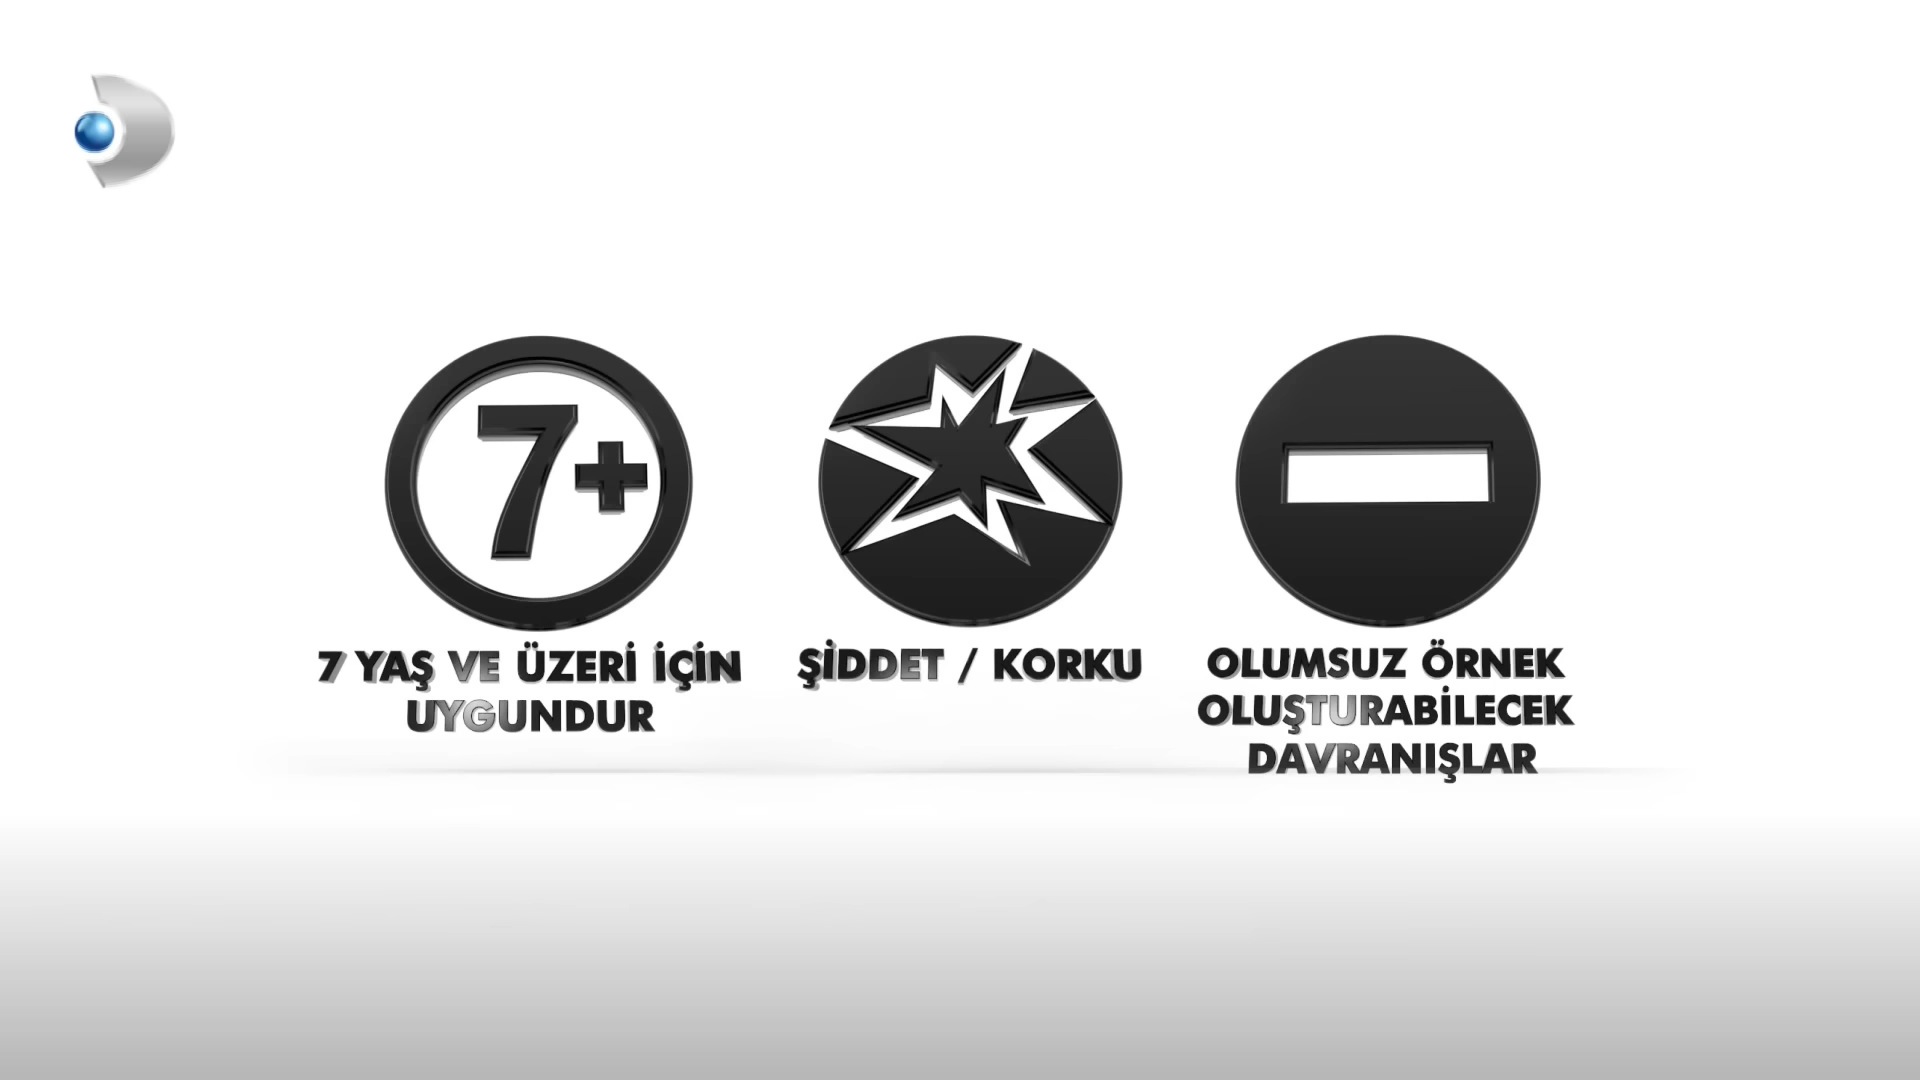 7+
7 YAŞ VE ÜZERİ İÇİN
UYGUNDUR
ŞİDDET / KORKU
OLUMSUZ ÖRNEK
OLUŞTURABİLECEK
DAVRANIŞLAR